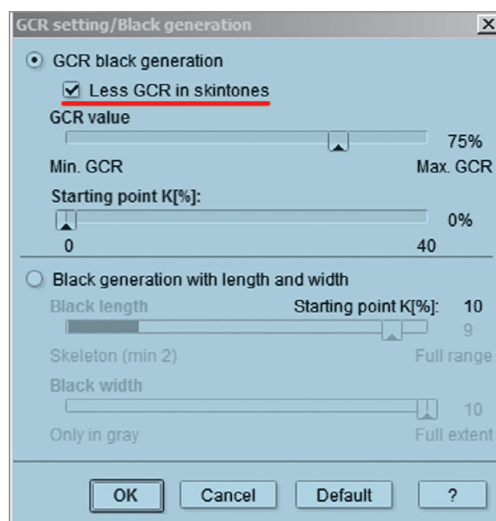 GCR setting/Black generation X
GCR black generation
Less GCR in skintones
GCR value
75%
Min. GCR Max. GCR
Starting point K[%]:
0%
0 40
Black generation with length and width
Black length Starting point K[%]: 10
9
Skeleton (min 2) Full range
Black width
10
Only in gray Full extent
OK Cancel Default ?